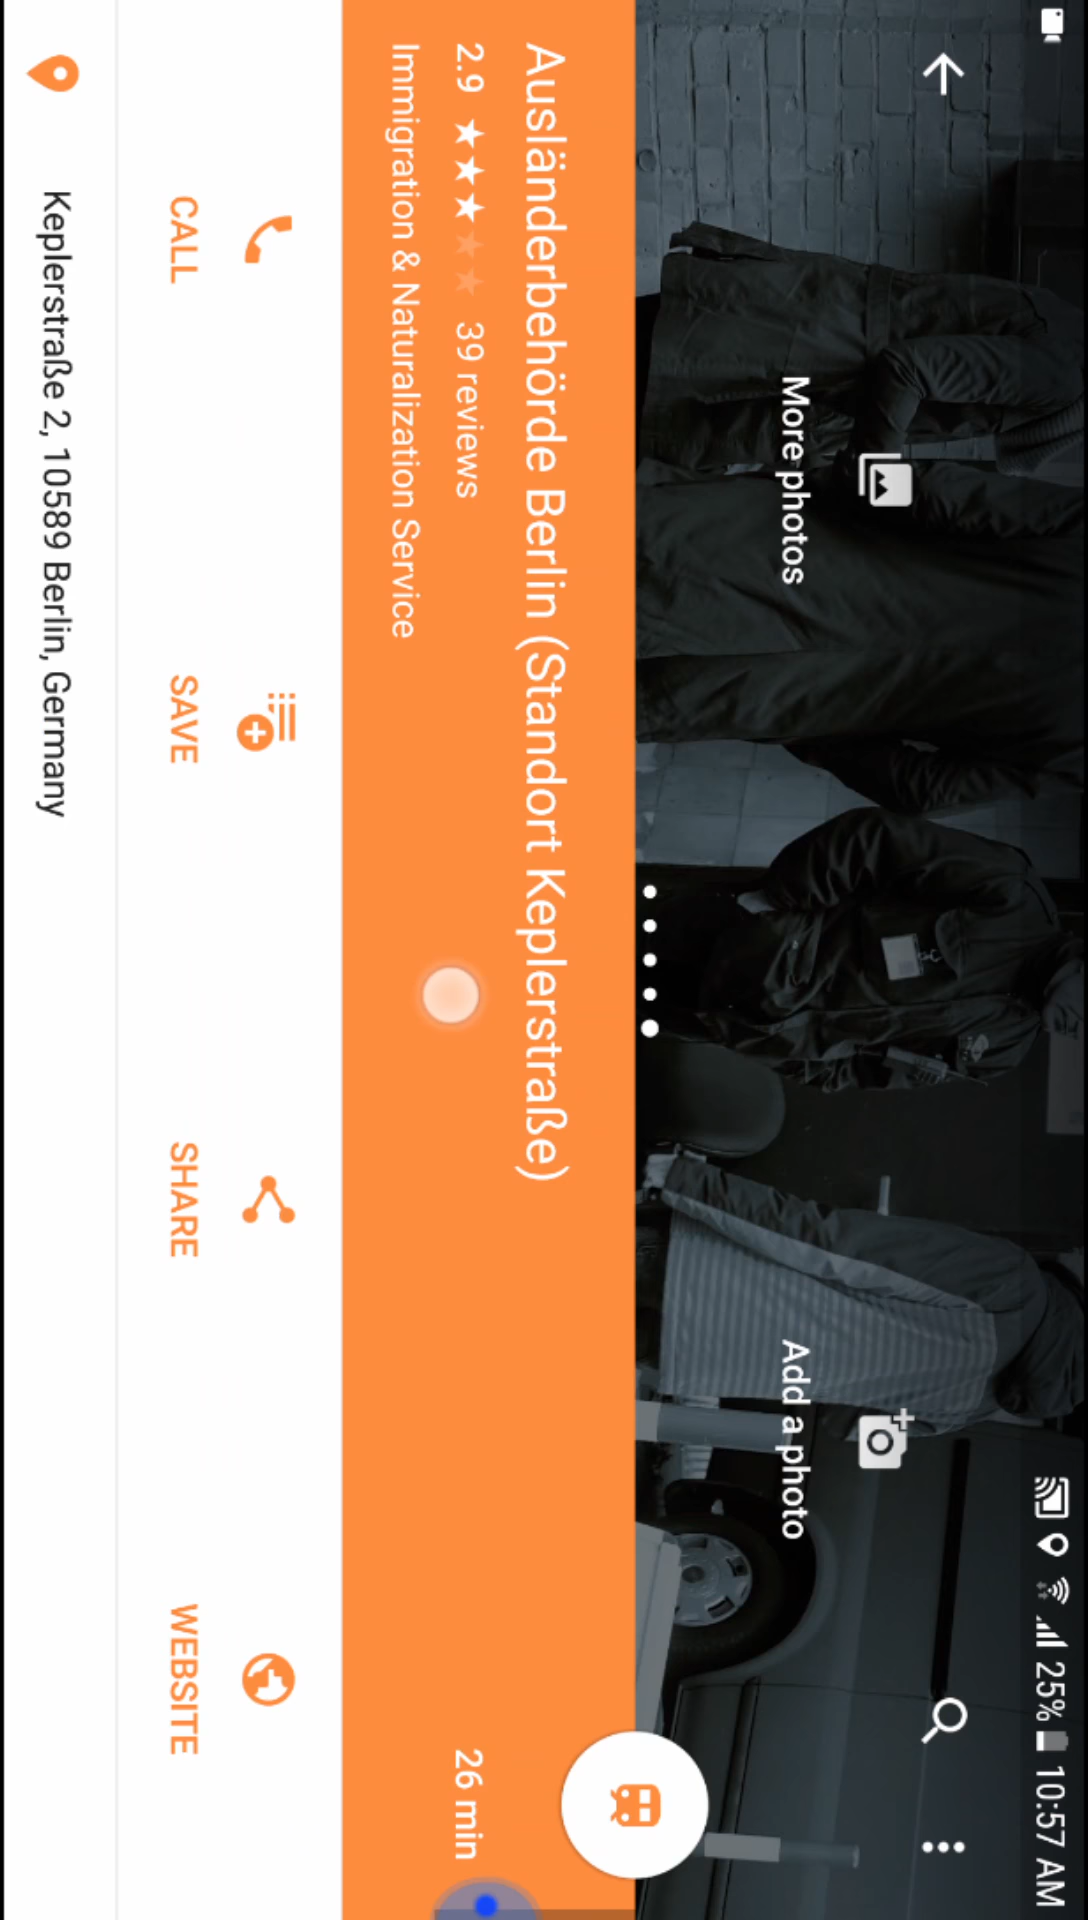 25% 10:57 AM
More photos
Add a photo
Ausländerbehörde Berlin (Standort Keplerstraße)
2.9 39 reviews
26 min
Immigration & Naturalization Service
CALL
SAVE
SHARE
WEBSITE
Keplerstraße 2, 10589 Berlin, Germany